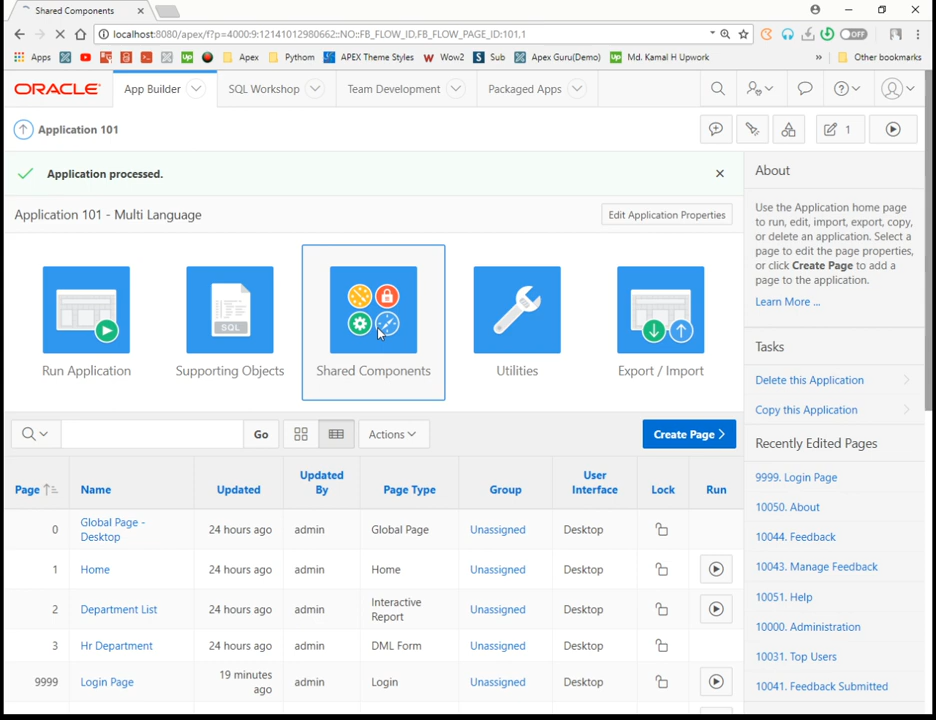 Shared Components
localhost:8080/apex/f?p=4000:9:12141012980662::NO::FB_FLOW_ID,FB_FLOW_PAGE_ID:101,1
OFF
Apps
Up
Apex
Python
APEX Theme Styles
W Wow2
S Sub
Apex Guru(Demo)
Up Md. Kamal H Upwork
»
Other bookmarks
ORACLE
App Builder
SQL Workshop
Team Development
Packaged Apps
Application 101
1
Application processed.
Application 101 - Multi Language
Edit Application Properties
SQL
Run Application
Supporting Objects
Shared Components
Utilities
Export / Import
Go
Actions
Create Page
Page Name Updated Updated By Page Type Group User Interface Lock Run
0 Global Page - Desktop 24 hours ago admin Global Page Unassigned Desktop
1 Home 24 hours ago admin Home Unassigned Desktop
2 Department List 24 hours ago admin Interactive Report Unassigned Desktop
3 Hr Department 24 hours ago admin DML Form Unassigned Desktop
9999 Login Page 19 minutes ago admin Login Unassigned Desktop
About
Use the Application home page
to run, edit, import, export, copy,
or delete an application. Select a
page to edit the page properties,
or click Create Page to add a
page to the application.
Learn More ...
Tasks
Delete this Application
Copy this Application
Recently Edited Pages
9999. Login Page
10050. About
10044. Feedback
10043. Manage Feedback
10051. Help
10000. Administration
10031. Top Users
10041. Feedback Submitted